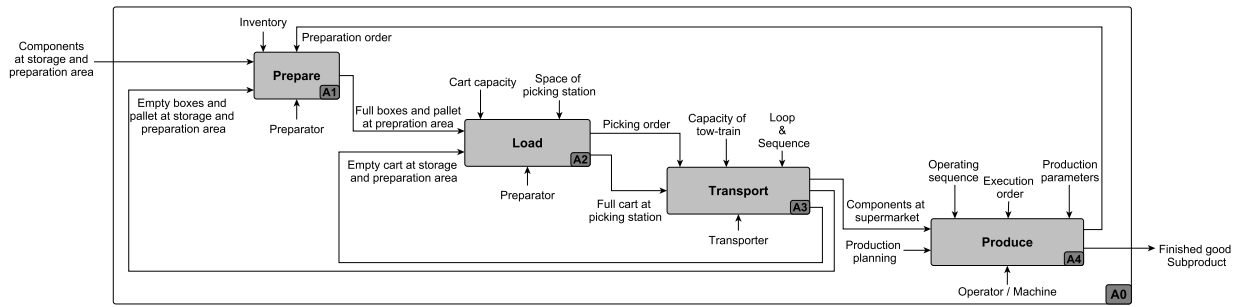 Inventory
Preparation order
Components
at storage and
preparation area
Prepare
A1
Empty boxes and
pallet at storage and
preparation area
Preparator
Full boxes and pallet
at prepration area
Cart capacity
Space of
picking station
Load
A2
Empty cart at storage
and preparation area
Preparator
Picking order
Capacity of
tow-train
Loop
&
Sequence
Full cart at
picking station
Transport
A3
Transporter
Components at
supermarket
Operating
sequence
Execution
order
Production
parameters
Production
planning
Produce
A4
Operator / Machine
Finished good
Subproduct
A0